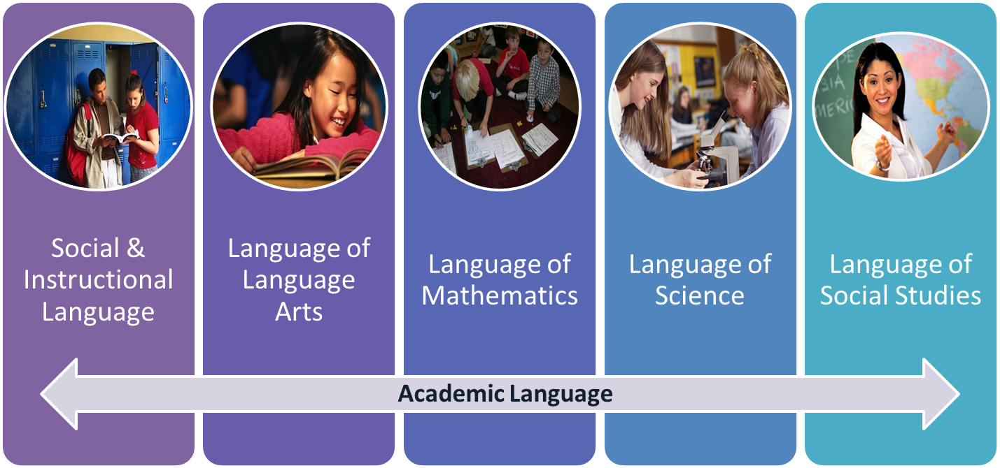 Social &
Instructional
Language
Language of
Language
Arts
Language of
Mathematics
Language of
Science
Language of
Social Studies
Academic Language